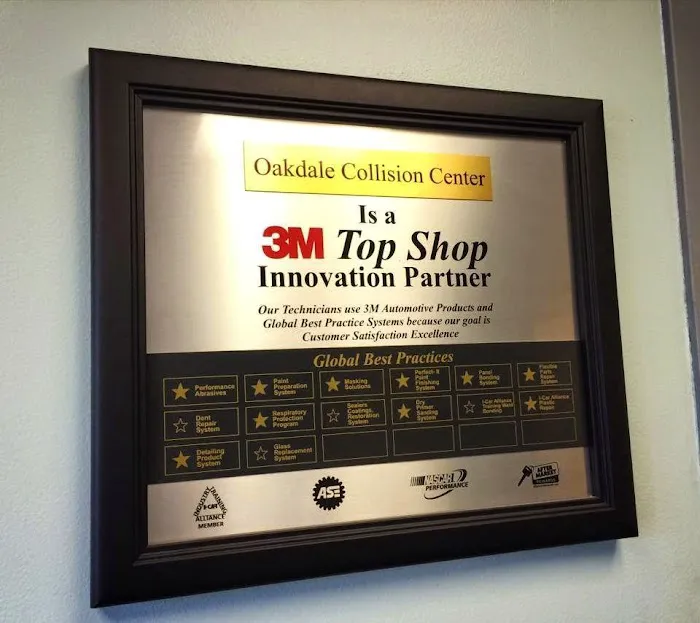 Oakdale Collision Center
Is a
3M Top Shop
Innovation Partner
Our Technicians use 3M Automotive Products and
Global Best Practice Systems because our goal is
Customer Satisfaction Excellence
Global Best Practices
Performance
Abrasives
Paint
Preparation
System
Masking
Solutions
Perfect-It
Paint
Finishing
System
Panel
Bonding
System
Flexible
Parts
Repair
System
Dent
Repair
System
Respiratory
Protection
Program
Sealers
Coatings,
Restoration
System
Dry
Primer
Sanding
System
I-Car Alliance
Training Weld
Bonding
I-Car Alliance
Plastic
Repair
Detailing
Product
System
Glass
Replacement
System
INDUSTRY TRAINING
I-CAR
ALLIANCE
MEMBER
ASE
NASCAR
PERFORMANCE
AFTER
MARKET